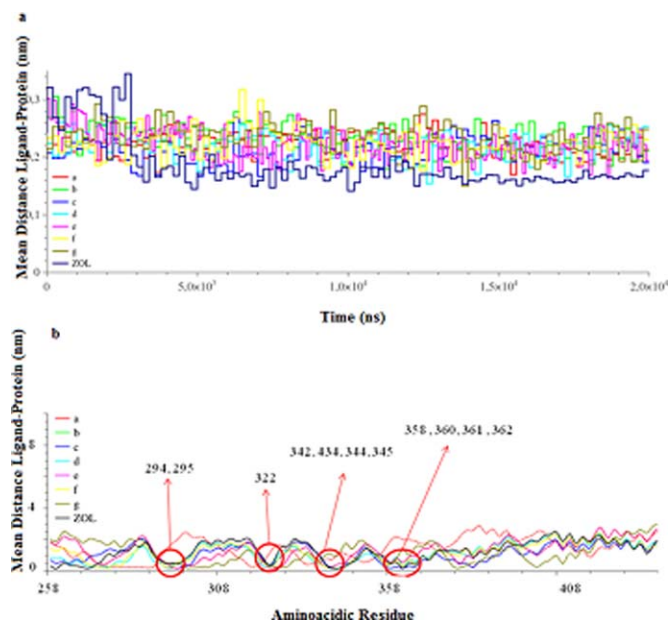 a
Mean Distance Ligand-Protein (nm)
0,3
0,2
0,1
0
a
b
c
d
e
f
g
ZOL
5,0x10³
1,0x10⁴
1,5x10⁴
2,0x10⁴
Time (ns)
b
Mean Distance Ligand-Protein (nm)
8
4
0
a
b
c
d
e
f
g
ZOL
294,295
322
342,434,344,345
358,360,361,362
258
308
358
408
Aminoacidic Residue